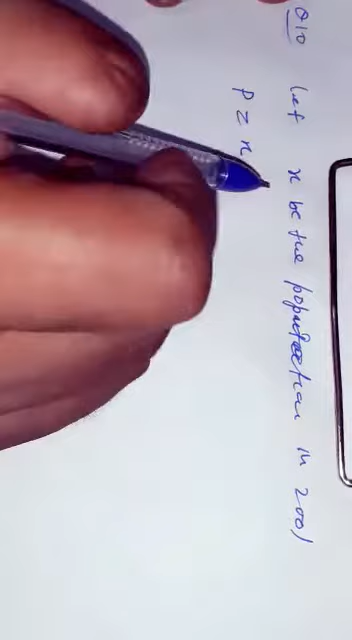 Q10 Let x be the population in 2001
P = x